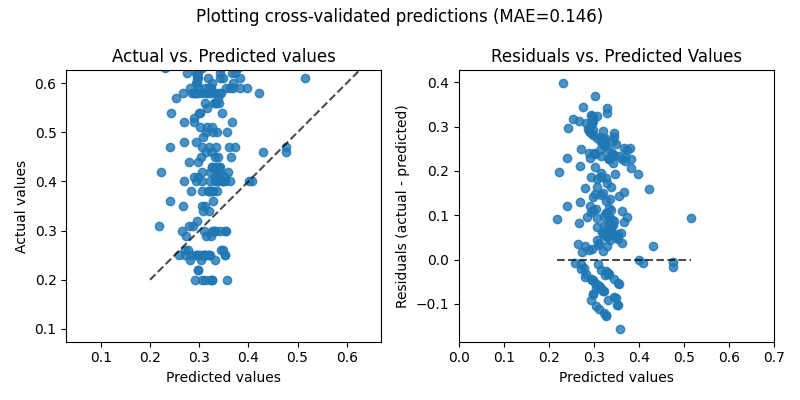 Plotting cross-validated predictions (MAE=0.146)
Actual vs. Predicted values
Actual values
0.6
0.5
0.4
0.3
0.2
0.1
0.1 0.2 0.3 0.4 0.5 0.6
Predicted values
Residuals vs. Predicted Values
Residuals (actual - predicted)
0.4
0.3
0.2
0.1
0.0
−0.1
0.0 0.1 0.2 0.3 0.4 0.5 0.6 0.7
Predicted values